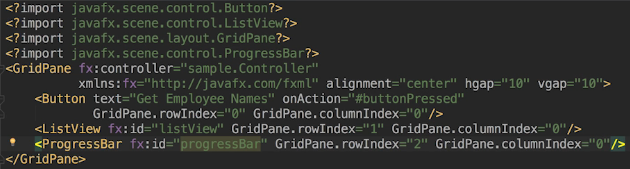 <?import javafx.scene.control.Button?>
<?import javafx.scene.control.ListView?>
<?import javafx.scene.layout.GridPane?>
<?import javafx.scene.control.ProgressBar?>
<GridPane fx:controller="sample.Controller"
xmlns:fx="http://javafx.com/fxml" alignment="center" hgap="10" vgap="10">
<Button text="Get Employee Names" onAction="#buttonPressed"
GridPane.rowIndex="0" GridPane.columnIndex="0"/>
<ListView fx:id="listView" GridPane.rowIndex="1" GridPane.columnIndex="0"/>
<ProgressBar fx:id="progressBar" GridPane.rowIndex="2" GridPane.columnIndex="0"/>
</GridPane>